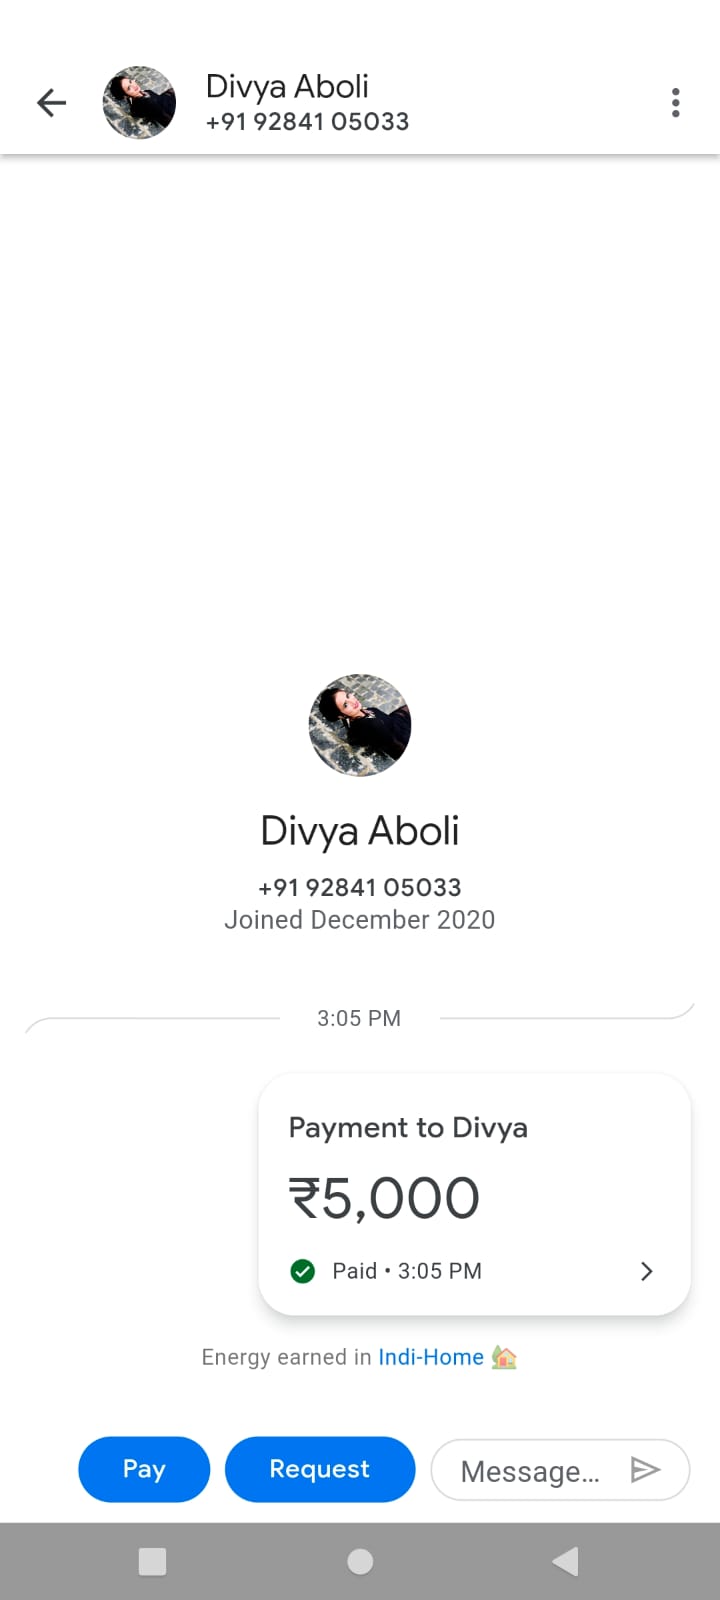 Divya Aboli
+91 92841 05033
Divya Aboli
+91 92841 05033
Joined December 2020
3:05 PM
Payment to Divya
₹5,000
Paid • 3:05 PM
Energy earned in Indi-Home 🏡
Pay
Request
Message...